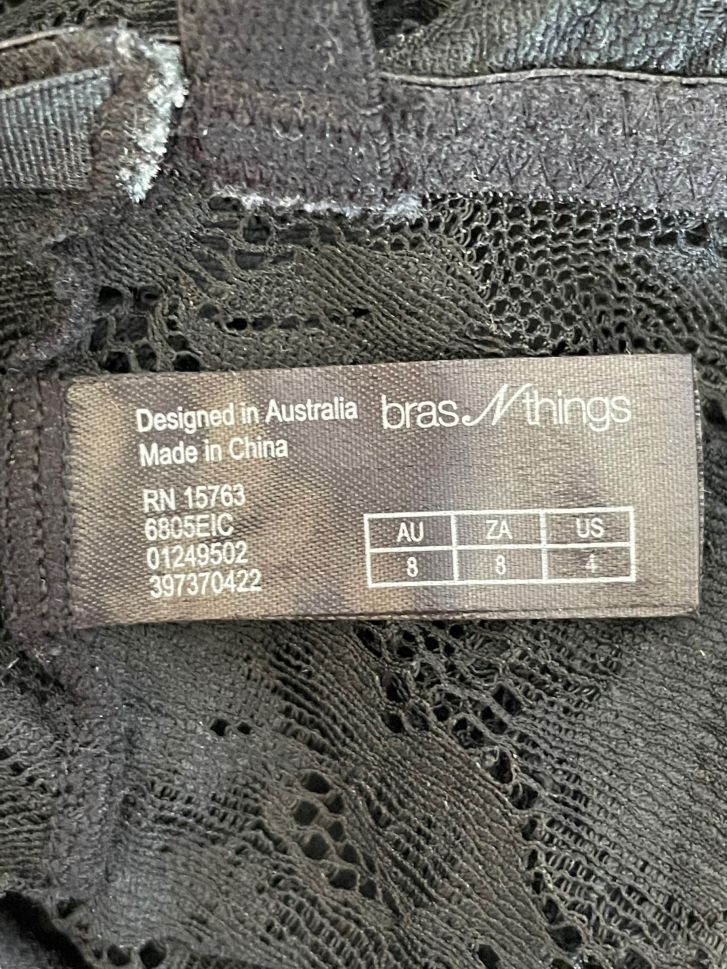 Designed in Australia
Made in China
bras N things
RN 15763
6805EIC
01249502
397370422
AU ZA US
8 8 4